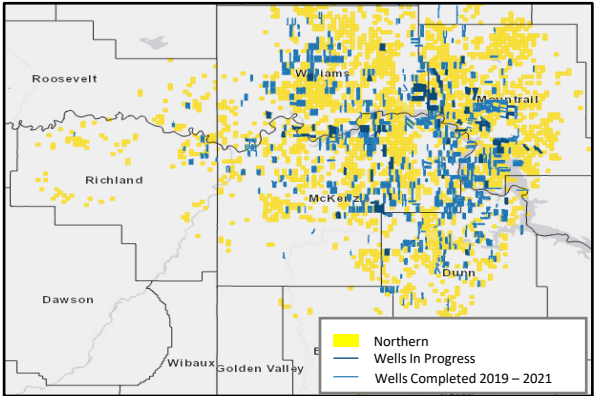 Roosevelt
Williams
Mountrail
Richland
McKenzie
Dunn
Dawson
Wibaux
Golden Valley
Northern
Wells In Progress
Wells Completed 2019 – 2021